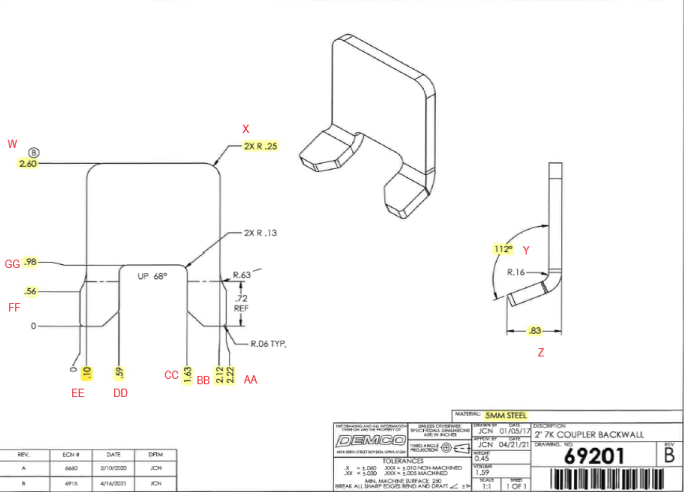 W
B
2.60
X
2X R .25
2X R .13
GG .98
UP 68°
R.63
.56
FF
.72
REF
0
R.06 TYP.
0
.10
.59
1.63
2.12
2.22
EE
DD
CC
BB
AA
112°
Y
R.16
.83
Z
MATERIAL: 5MM STEEL
UNLESS OTHERWISE
SPECIFIED ALL DIMENSIONS
ARE IN INCHES
DEMCO
THIRD ANGLE
PROJECTION
TOLERANCES
.X = ±.060 .XXX = ±.010 NON-MACHINED
.XX = ±.030 .XXX = ±.005 MACHINED
MIN. MACHINE SURFACE 250
BREAK ALL SHARP EDGES BEND AND DRAFT
DRAWN BY DATE
JCN 01/05/17
APPOV. BY DATE
JCN 04/21/21
WEIGHT
0.45
VOLUME
1.59
SCALE
1:1
SHEET
1 OF 1
DESCRIPTION
2" 7K COUPLER BACKWALL
DRAWING NO.
69201
REV
B
REV. ECN # DATE DFTM
A 6660 3/10/2020 JCN
B 6915 4/16/2021 JCN